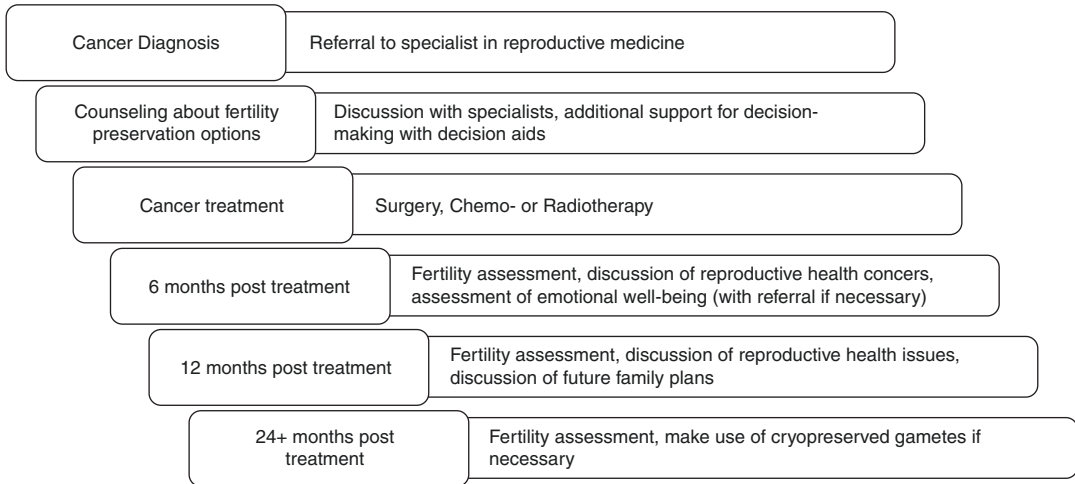 Cancer Diagnosis
Referral to specialist in reproductive medicine
Counseling about fertility
preservation options
Discussion with specialists, additional support for decision-
making with decision aids
Cancer treatment
Surgery, Chemo- or Radiotherapy
6 months post treatment
Fertility assessment, discussion of reproductive health concers,
assessment of emotional well-being (with referral if necessary)
12 months post treatment
Fertility assessment, discussion of reproductive health issues,
discussion of future family plans
24+ months post
treatment
Fertility assessment, make use of cryopreserved gametes if
necessary